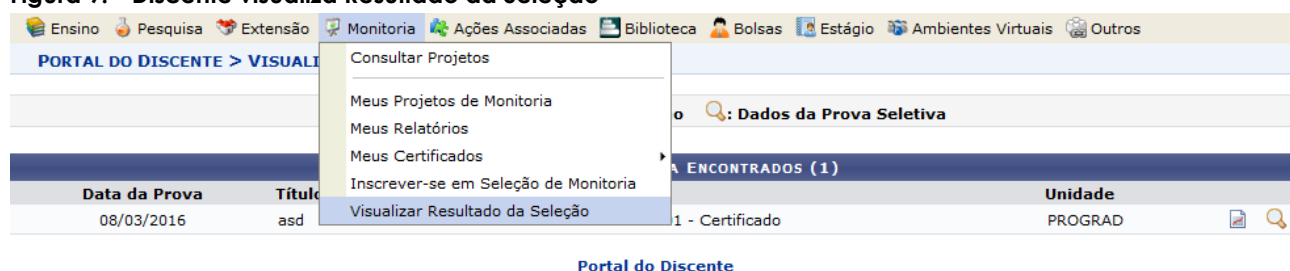 Figura 9. Discente visualiza Resultado da Seleção
Ensino Pesquisa Extensão Monitoria Ações Associadas Biblioteca Bolsas Estágio Ambientes Virtuais Outros
PORTAL DO DISCENTE > VISUALI
Consultar Projetos
Meus Projetos de Monitoria
o : Dados da Prova Seletiva
Meus Relatórios
Meus Certificados
A ENCONTRADOS (1)
Inscrever-se em Seleção de Monitoria
Data da Prova Título Unidade
Visualizar Resultado da Seleção
08/03/2016 asd 1 - Certificado PROGRAD
Portal do Discente